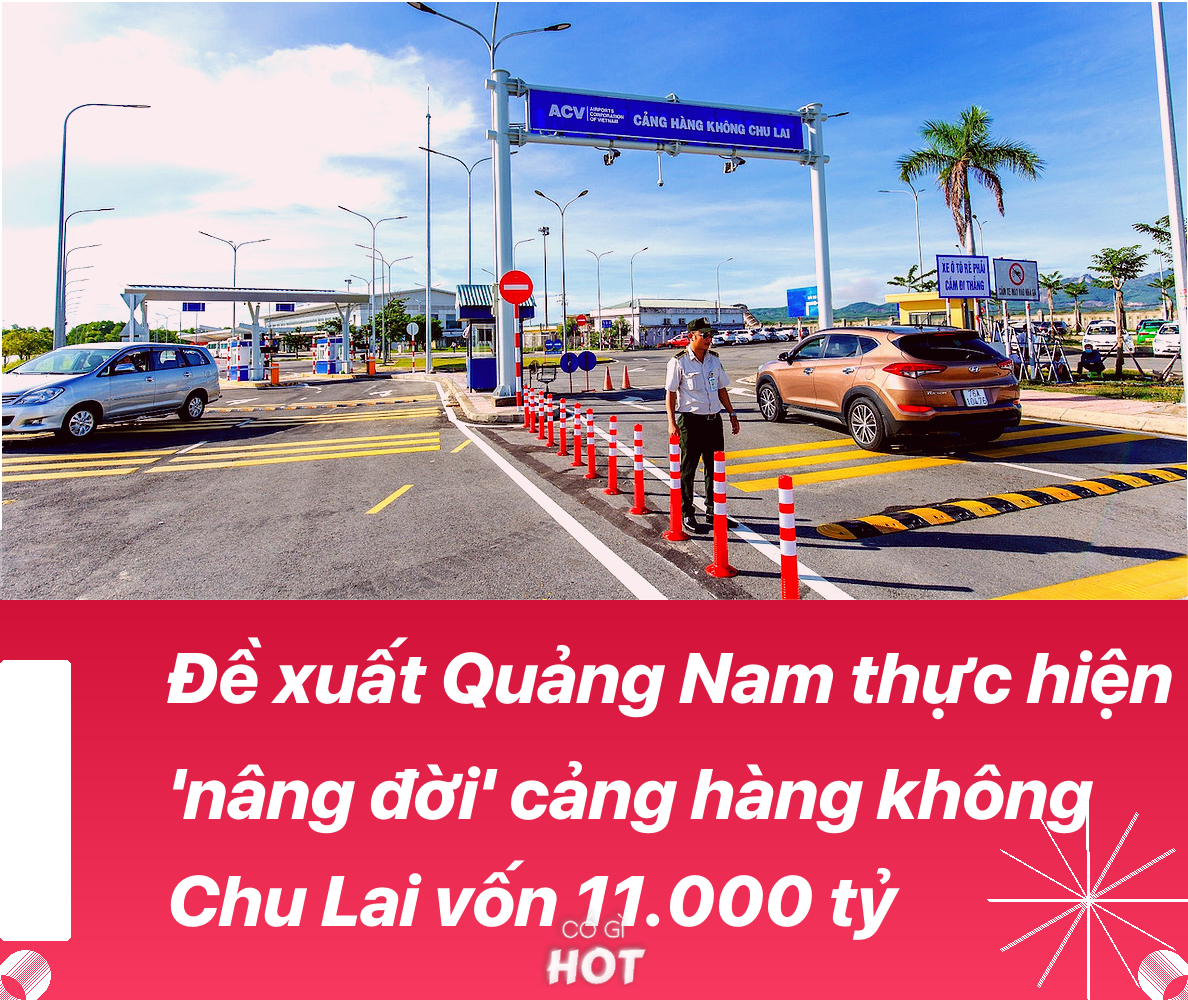 ACV AIRPORTS CORPORATION OF VIETNAM CẢNG HÀNG KHÔNG CHU LAI
XE Ô TÔ RẼ PHẢI
CẤM ĐI THẲNG
Đề xuất Quảng Nam thực hiện
'nâng đời' cảng hàng không
Chu Lai vốn 11.000 tỷ
CÓ GÌ
HOT